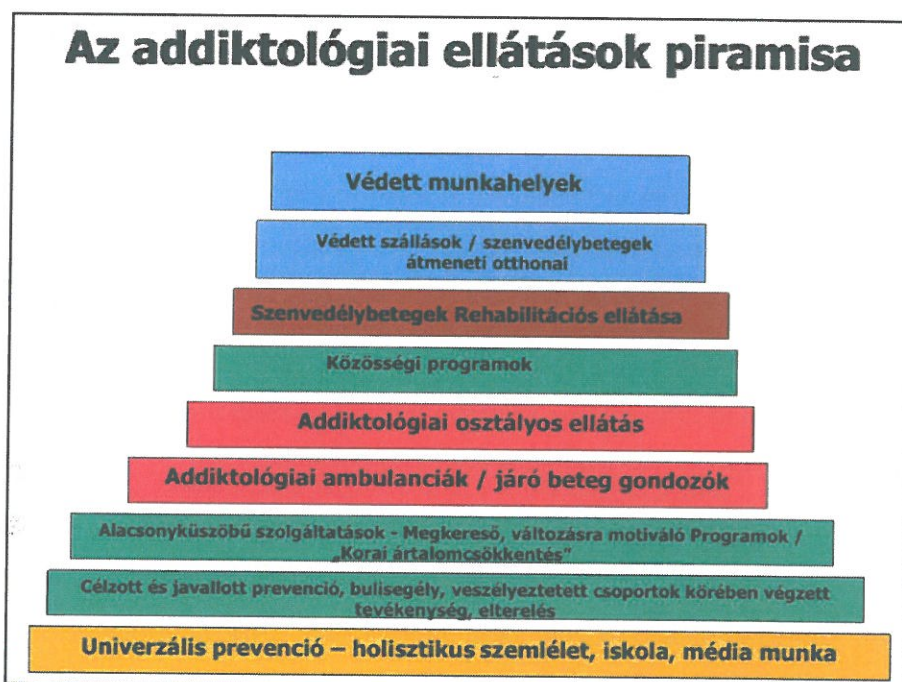 Az addiktológiai ellátások piramisa
Védett munkahelyek
Védett szállások / szenvedélybetegek
átmeneti otthonai
Szenvedélybetegek Rehabilitációs ellátása
Közösségi programok
Addiktológiai osztályos ellátás
Addiktológiai ambulanciák / járó beteg gondozók
Alacsonyküszöbű szolgáltatások - Megkereső, változásra motiváló Programok /
„Korai ártalomcsökkentés”
Célzott és javallott prevenció, bulisegély, veszélyeztetett csoportok körében végzett
tevékenység, elterelés
Univerzális prevenció – holisztikus szemlélet, iskola, média munka